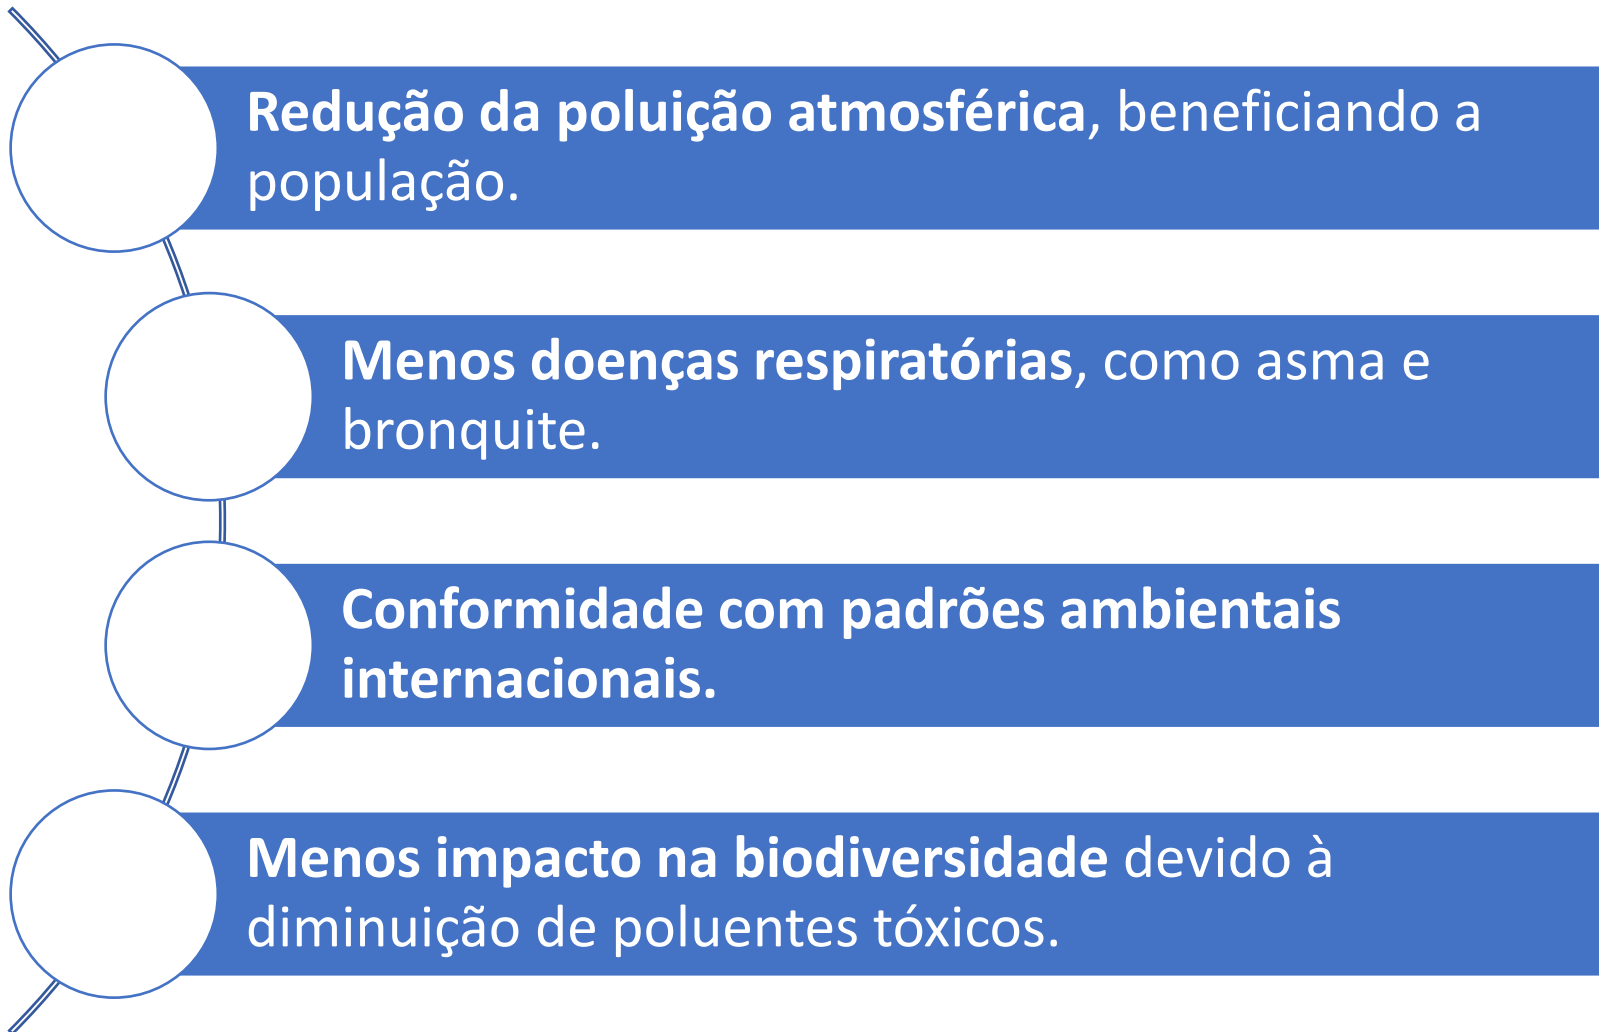 Redução da poluição atmosférica, beneficiando a
população.
Menos doenças respiratórias, como asma e
bronquite.
Conformidade com padrões ambientais
internacionais.
Menos impacto na biodiversidade devido à
diminuição de poluentes tóxicos.